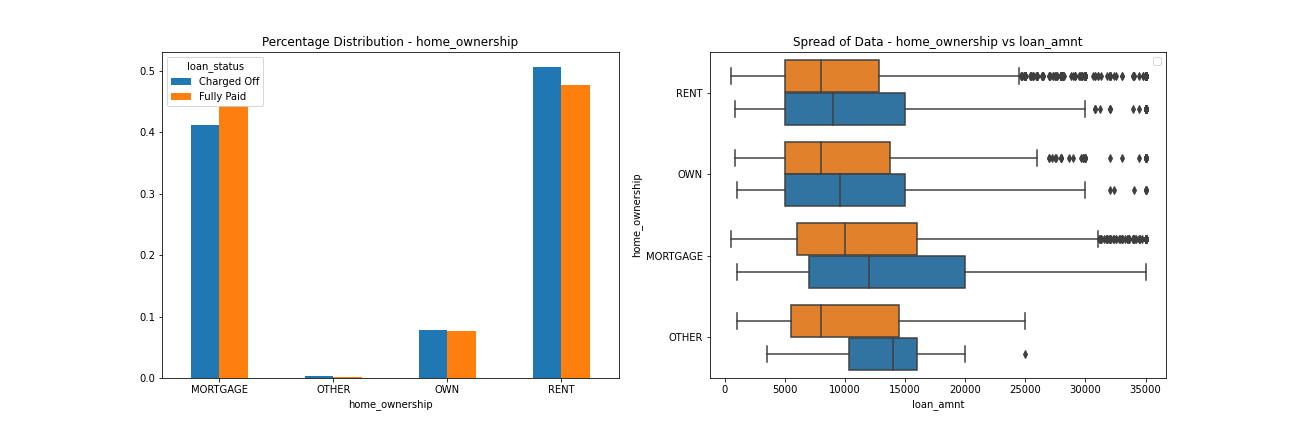 Percentage Distribution - home_ownership
loan_status
Charged Off
Fully Paid
0.5
0.4
0.3
0.2
0.1
0.0
MORTGAGE OTHER OWN RENT
home_ownership
Spread of Data - home_ownership vs loan_amnt
home_ownership
RENT
OWN
MORTGAGE
OTHER
0 5000 10000 15000 20000 25000 30000 35000
loan_amnt